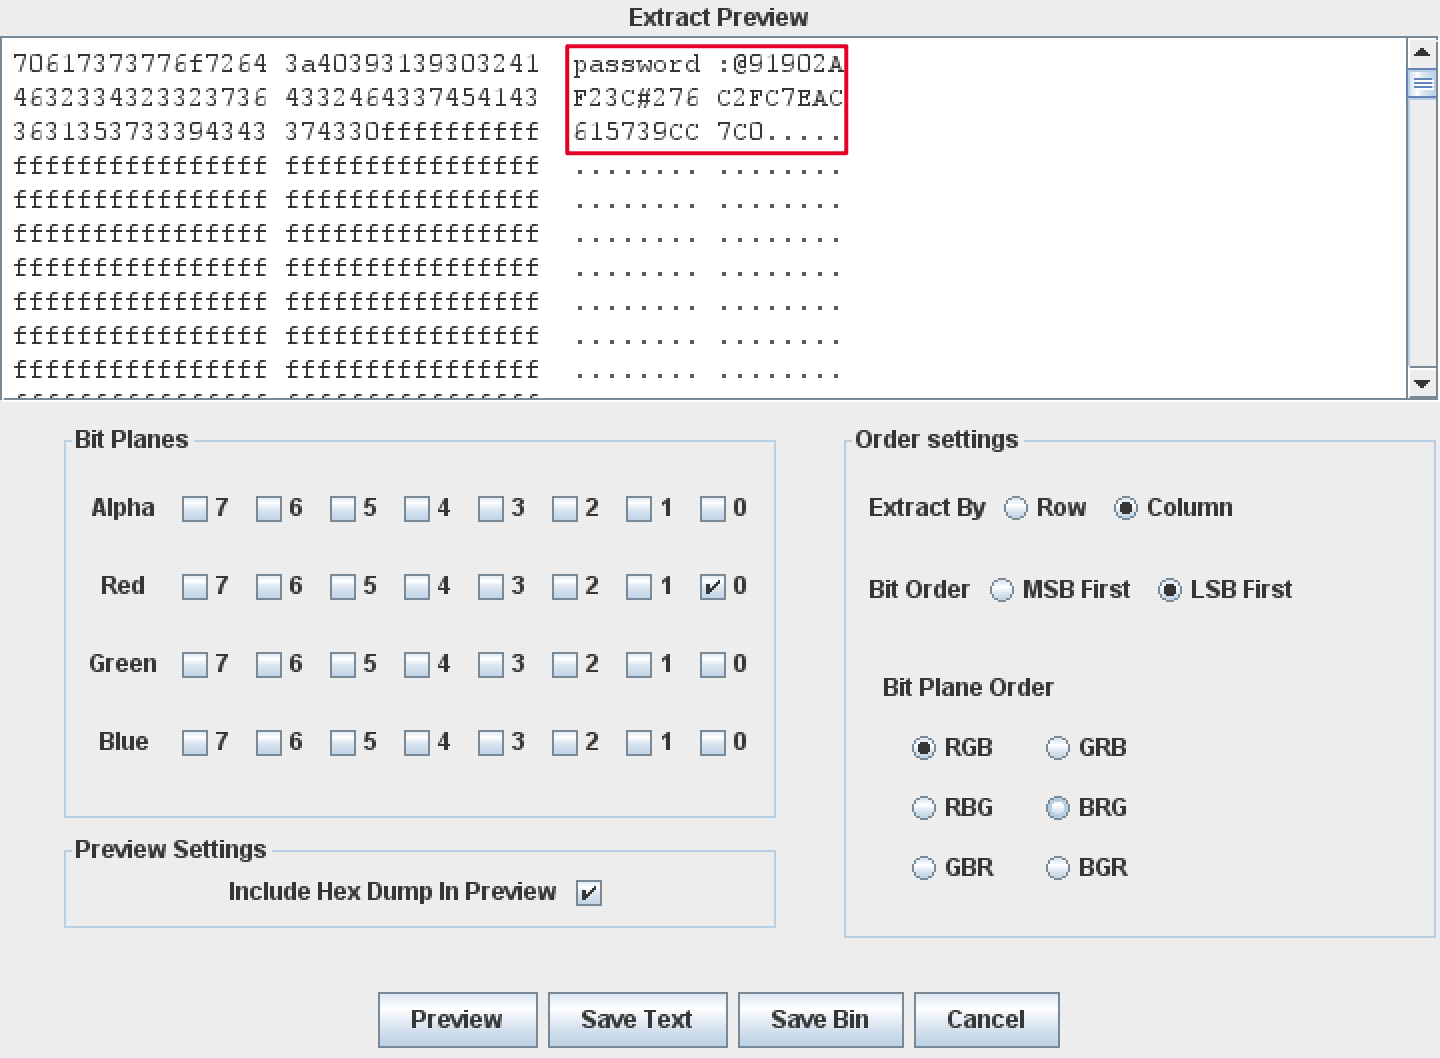 Extract Preview
70617373776f7264 3a40393139303241 password :@91902A
4632334323323736 4332464337454143 F23C#276 C2FC7EAC
3631353733394343 374330ffffffffff 615739CC 7C0.....
ffffffffffffffff ffffffffffffffff ........ ........
ffffffffffffffff ffffffffffffffff ........ ........
ffffffffffffffff ffffffffffffffff ........ ........
ffffffffffffffff ffffffffffffffff ........ ........
ffffffffffffffff ffffffffffffffff ........ ........
ffffffffffffffff ffffffffffffffff ........ ........
ffffffffffffffff ffffffffffffffff ........ ........
Bit Planes
Alpha 7 6 5 4 3 2 1 0
Red 7 6 5 4 3 2 1 0
Green 7 6 5 4 3 2 1 0
Blue 7 6 5 4 3 2 1 0
Preview Settings
Include Hex Dump In Preview
Order settings
Extract By Row Column
Bit Order MSB First LSB First
Bit Plane Order
RGB GRB
RBG BRG
GBR BGR
Preview Save Text Save Bin Cancel